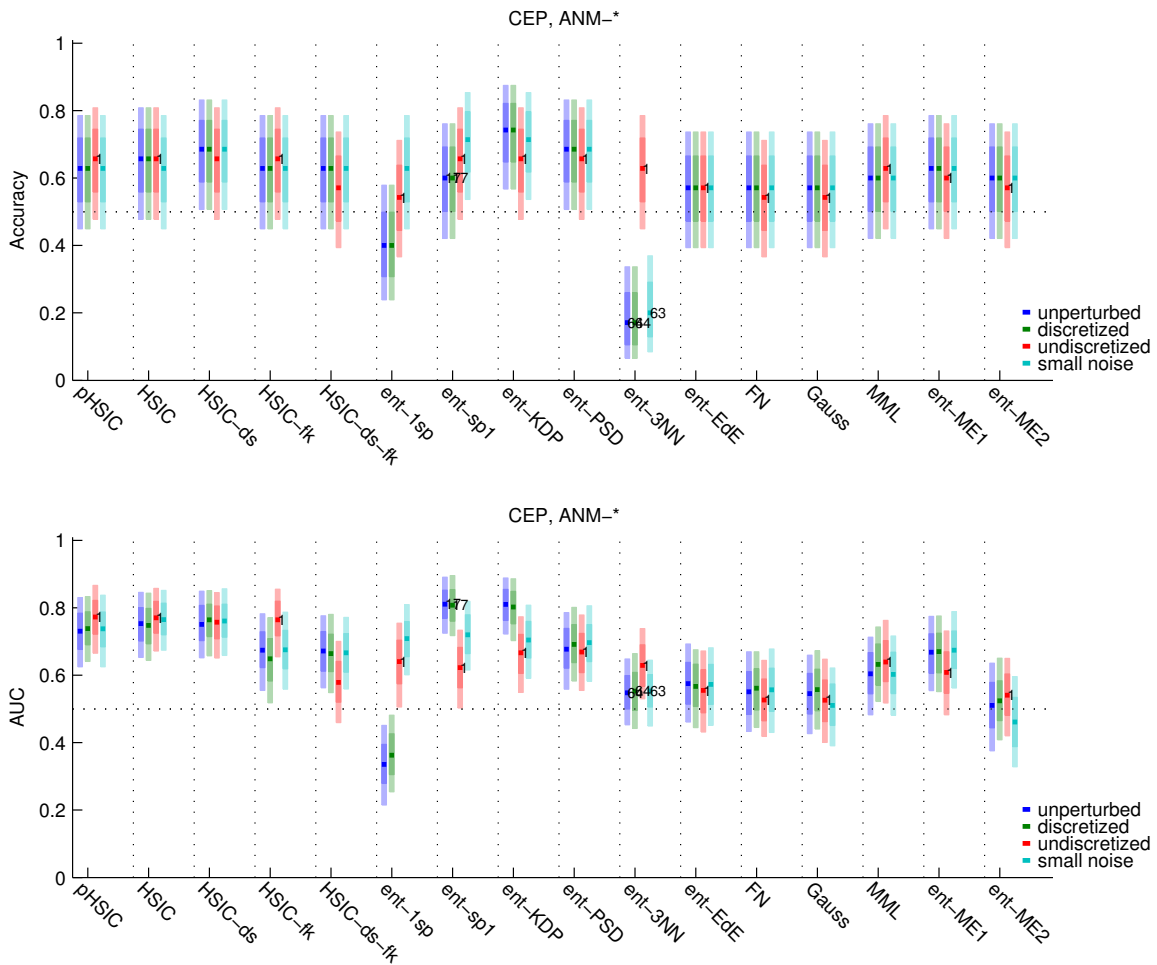 CEP, ANM−*
1
0.8
0.6
0.4
0.2
0
Accuracy
1 1 1 1 1 1 1 1 1 1 1 1 1 1
63
unperturbed
discretized
undiscretized
small noise
pHSIC
HSIC
HSIC−ds
HSIC−fk
HSIC−ds−fk
ent−1sp
ent−sp1
ent−KDP
ent−PSD
ent−3NN
ent−EdE
FN
Gauss
MML
ent−ME1
ent−ME2
CEP, ANM−*
1
0.8
0.6
0.4
0.2
0
AUC
1 1 1 1 1 1 1 1 1 1 1 1
64 64 63
unperturbed
discretized
undiscretized
small noise
pHSIC
HSIC
HSIC−ds
HSIC−fk
HSIC−ds−fk
ent−1sp
ent−sp1
ent−KDP
ent−PSD
ent−3NN
ent−EdE
FN
Gauss
MML
ent−ME1
ent−ME2